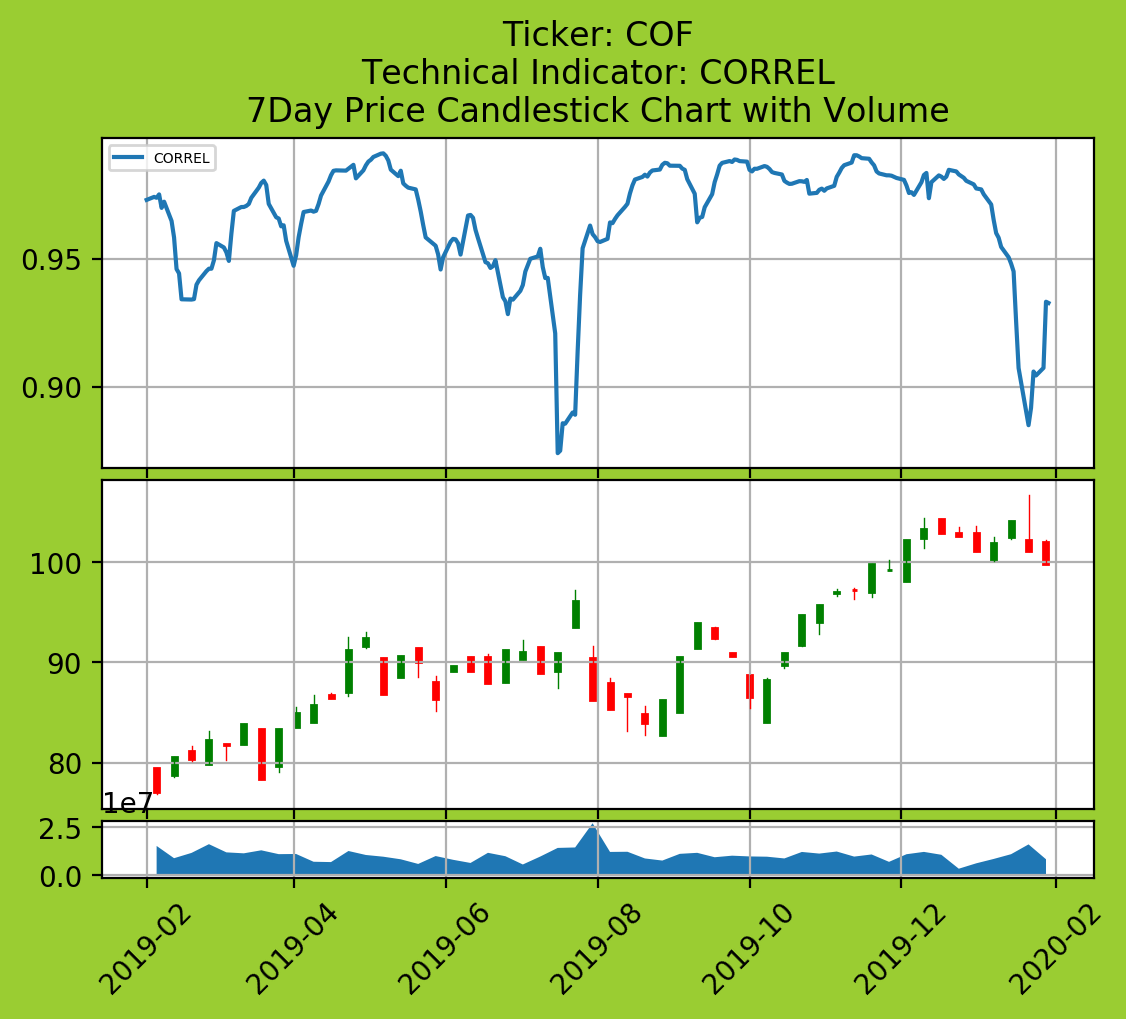 Ticker: COF
Technical Indicator: CORREL
7Day Price Candlestick Chart with Volume
CORREL
0.95
0.90
100
90
80
1e7
2.5
0.0
2019-02
2019-04
2019-06
2019-08
2019-10
2019-12
2020-02